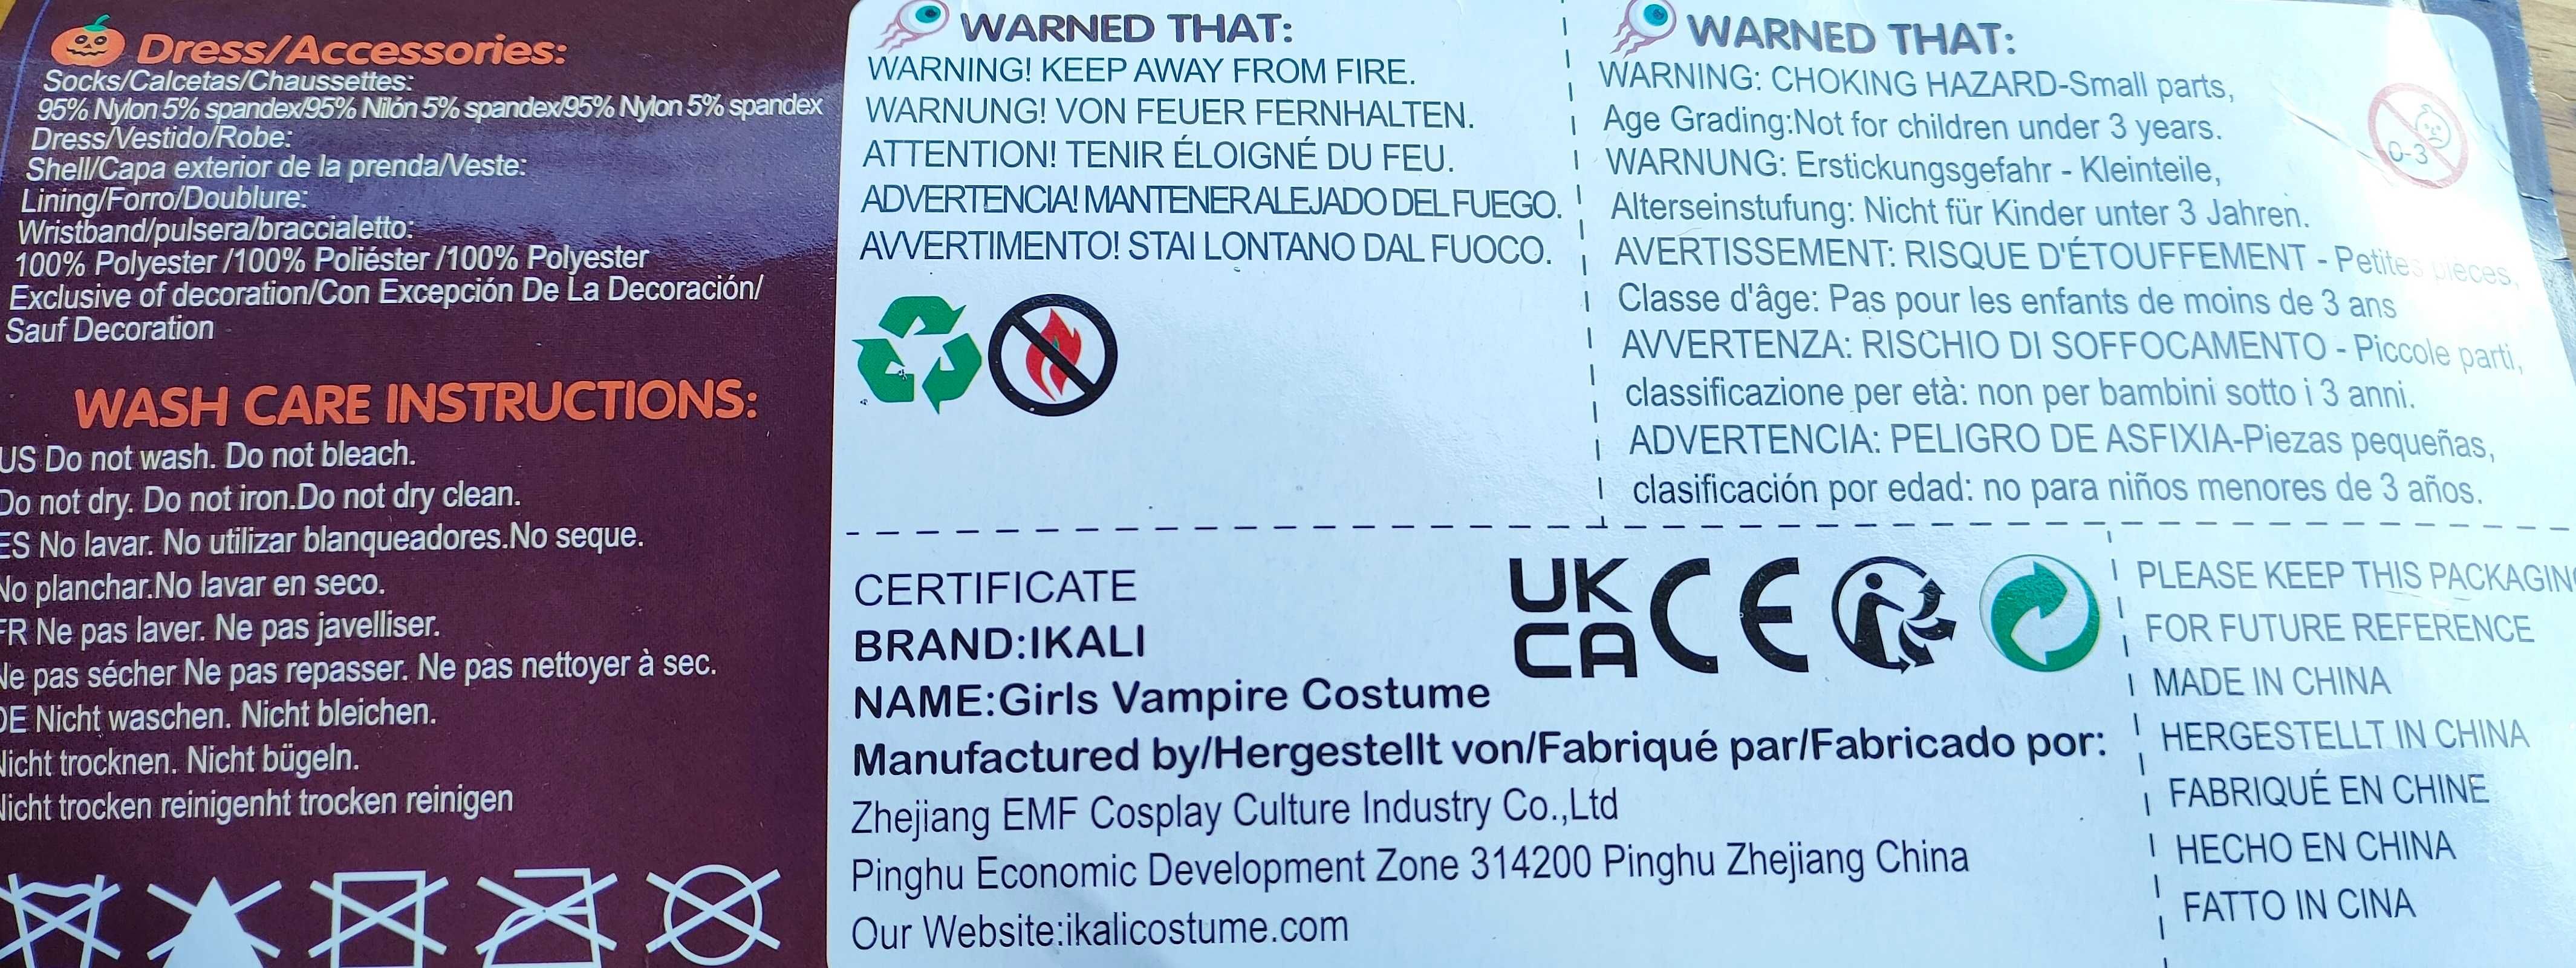 Dress/Accessories:
Socks/Calcetas/Chaussettes:
95% Nylon 5% spandex/95% Nilón 5% spandex/95% Nylon 5% spandex
Dress/Vestido/Robe:
Shell/Capa exterior de la prenda/Veste:
Lining/Forro/Doublure:
Wristband/pulsera/braccialetto:
100% Polyester /100% Poliéster /100% Polyester
Exclusive of decoration/Con Excepción De La Decoración/
Sauf Decoration
WASH CARE INSTRUCTIONS:
US Do not wash. Do not bleach.
Do not dry. Do not iron.Do not dry clean.
ES No lavar. No utilizar blanqueadores.No seque.
No planchar.No lavar en seco.
FR Ne pas laver. Ne pas javelliser.
Ne pas sécher Ne pas repasser. Ne pas nettoyer à sec.
DE Nicht waschen. Nicht bleichen.
Nicht trocknen. Nicht bügeln.
Nicht trocken reinigenht trocken reinigen
WARNED THAT:
WARNING! KEEP AWAY FROM FIRE.
WARNUNG! VON FEUER FERNHALTEN.
ATTENTION! TENIR ÉLOIGNÉ DU FEU.
ADVERTENCIA! MANTENER ALEJADO DEL FUEGO.
AVVERTIMENTO! STAI LONTANO DAL FUOCO.
WARNED THAT:
WARNING: CHOKING HAZARD-Small parts,
Age Grading:Not for children under 3 years.
WARNUNG: Erstickungsgefahr - Kleinteile,
Alterseinstufung: Nicht für Kinder unter 3 Jahren.
AVERTISSEMENT: RISQUE D'ÉTOUFFEMENT - Petites pieces,
Classe d'âge: Pas pour les enfants de moins de 3 ans
AVVERTENZA: RISCHIO DI SOFFOCAMENTO - Piccole parti,
classificazione per età: non per bambini sotto i 3 anni.
ADVERTENCIA: PELIGRO DE ASFIXIA-Piezas pequeñas,
clasificación por edad: no para niños menores de 3 años.
0-3
CERTIFICATE
BRAND:IKALI
NAME:Girls Vampire Costume
Manufactured by/Hergestellt von/Fabriqué par/Fabricado por:
Zhejiang EMF Cosplay Culture Industry Co.,Ltd
Pinghu Economic Development Zone 314200 Pinghu Zhejiang China
Our Website:ikalicostume.com
UK
CA
CE
PLEASE KEEP THIS PACKAGING
FOR FUTURE REFERENCE
MADE IN CHINA
HERGESTELLT IN CHINA
FABRIQUÉ EN CHINE
HECHO EN CHINA
FATTO IN CINA